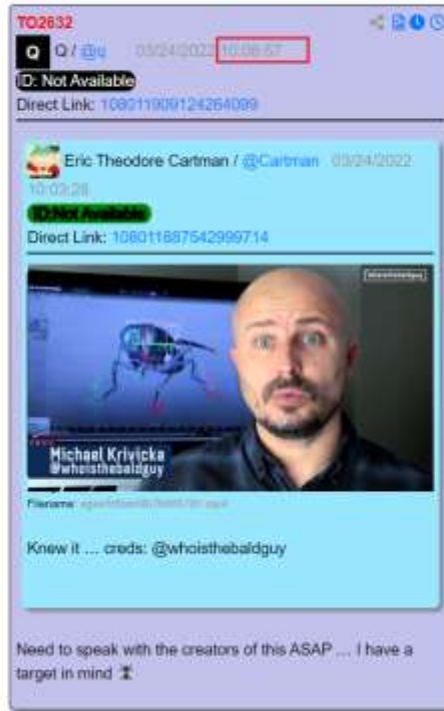 TO2632
Q Q / @q 03/24/2022 10:06:57
ID: Not Available
Direct Link: 108011909124264099
Eric Theodore Cartman / @Cartman 03/24/2022
10:03:28
ID:Not Available
Direct Link: 108011887542999714
whoisthebaldguy
Michael Krivicka
@whoisthebaldguy
Filename:
Knew it … creds: @whoisthebaldguy
Need to speak with the creators of this ASAP … I have a
target in mind